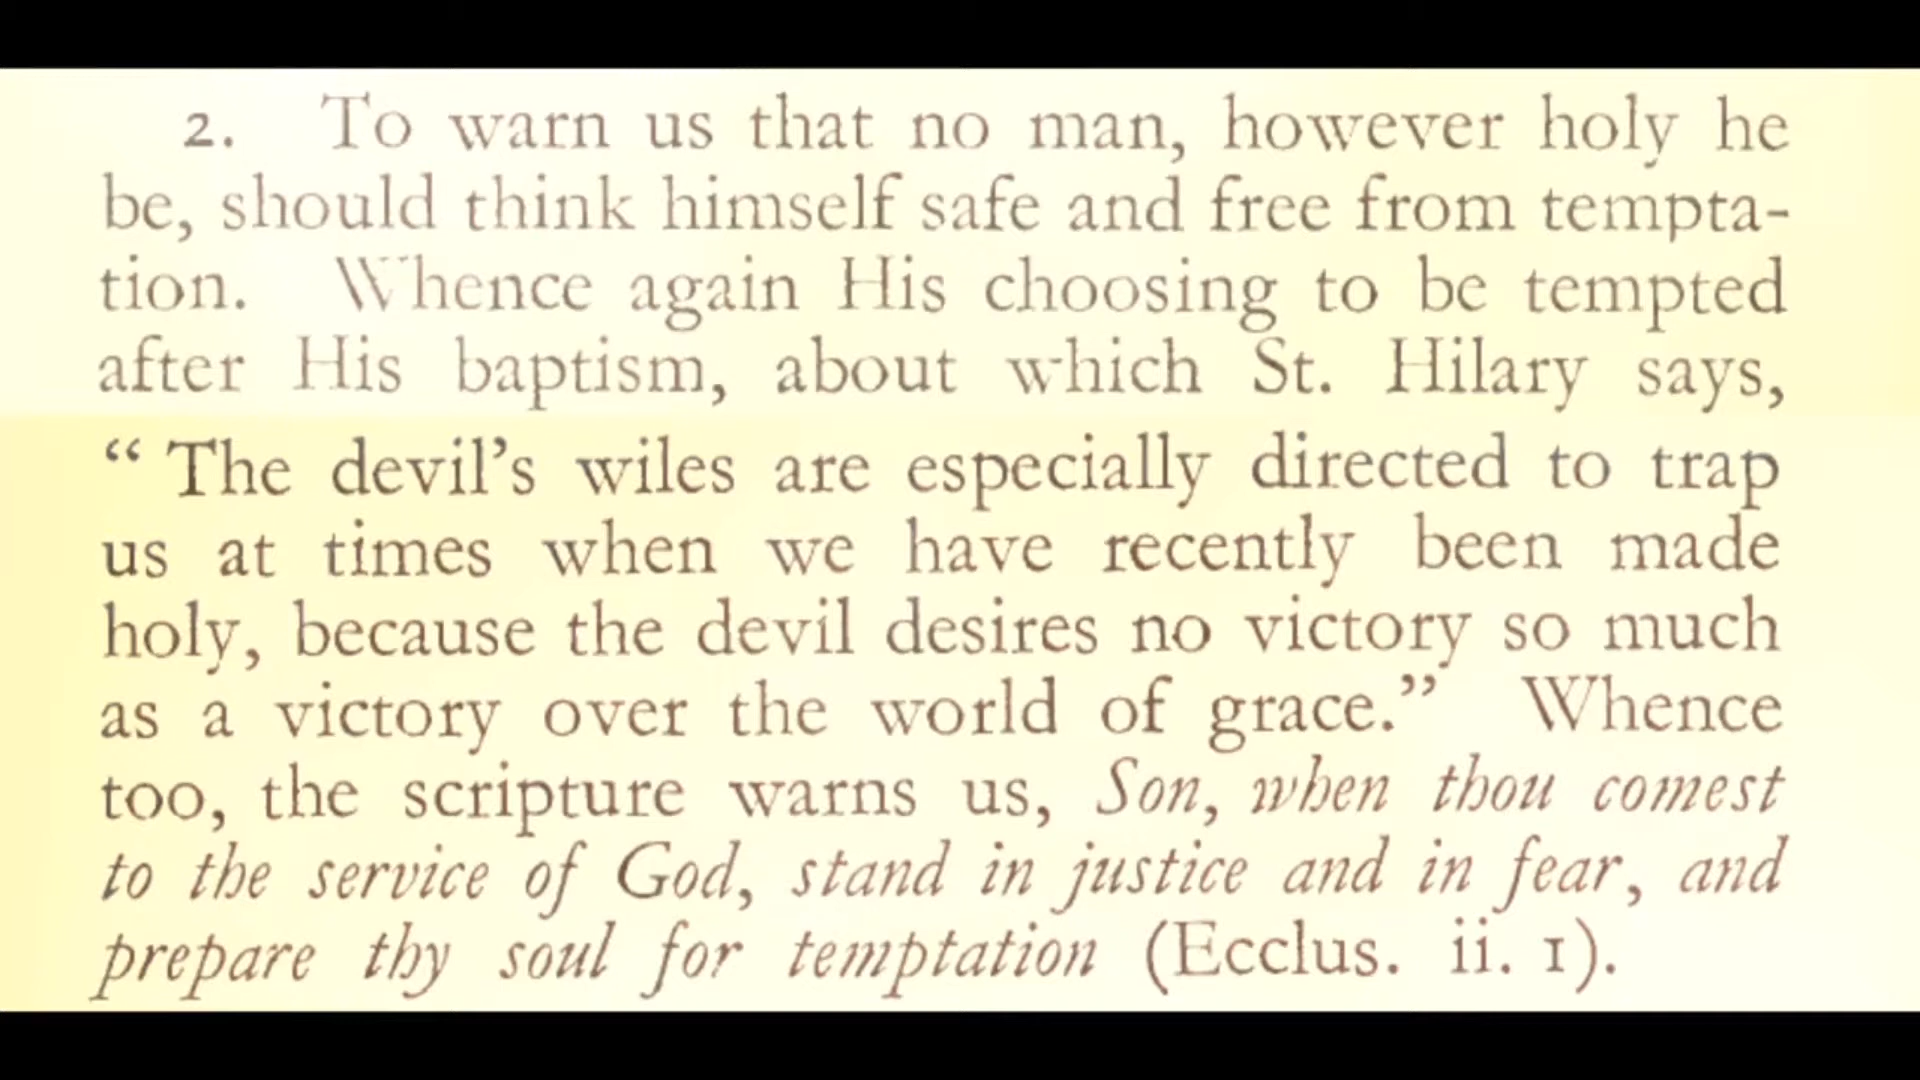 2. To warn us that no man, however holy he
be, should think himself safe and free from tempta-
tion. Whence again His choosing to be tempted
after His baptism, about which St. Hilary says,
“ The devil’s wiles are especially directed to trap
us at times when we have recently been made
holy, because the devil desires no victory so much
as a victory over the world of grace.” Whence
too, the scripture warns us, Son, when thou comest
to the service of God, stand in justice and in fear, and
prepare thy soul for temptation (Ecclus. ii. 1).